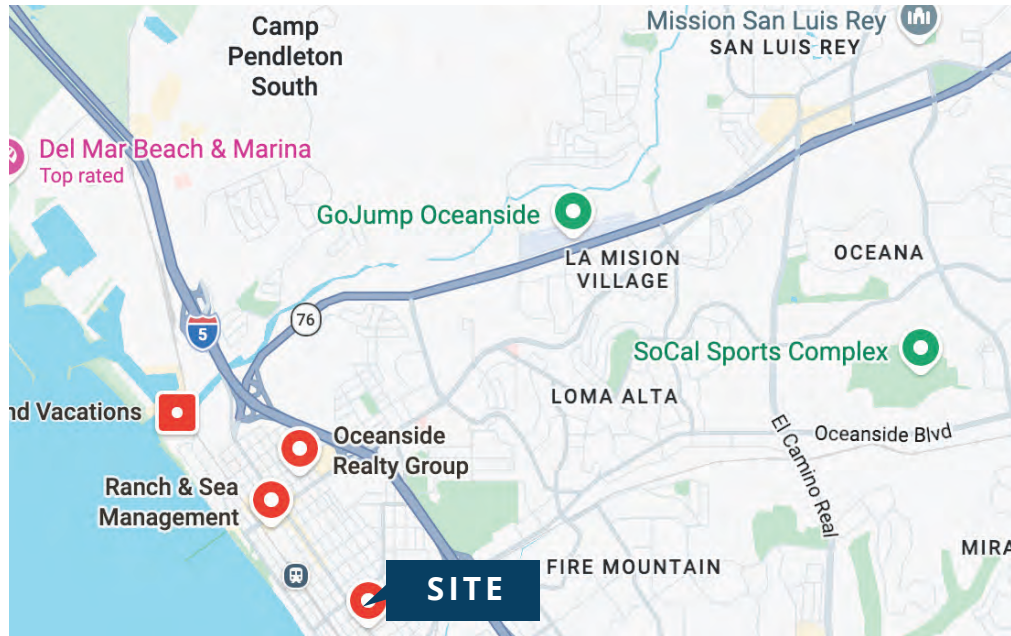 Camp
Pendleton
South
Mission San Luis Rey
SAN LUIS REY
Del Mar Beach & Marina
Top rated
GoJump Oceanside
LA MISION
VILLAGE
OCEANA
76
5
SoCal Sports Complex
LOMA ALTA
nd Vacations
Oceanside
Realty Group
Oceanside Blvd
El Camino Real
Ranch & Sea
Management
FIRE MOUNTAIN
MIRA
SITE